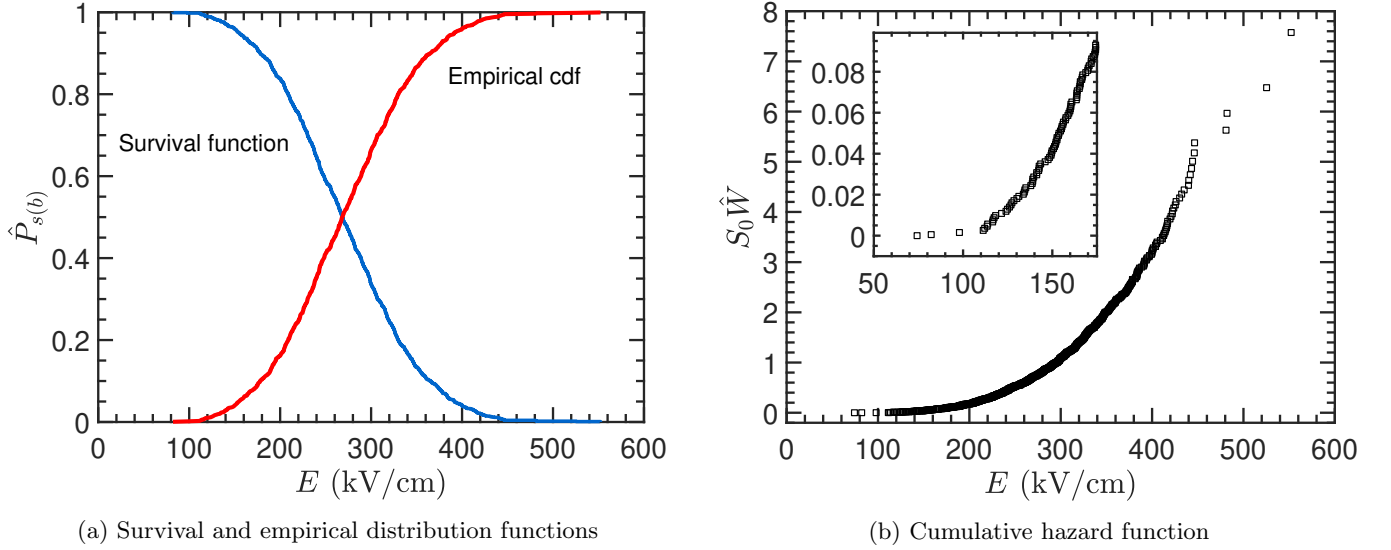 1
0.8
0.6
0.4
0.2
0
0 100 200 300 400 500 600
P̂s(b)
E (kV/cm)
Survival function
Empirical cdf
(a) Survival and empirical distribution functions
8
7
6
5
4
3
2
1
0
0 100 200 300 400 500 600
S₀Ŵ
E (kV/cm)
0.08
0.06
0.04
0.02
0
50 100 150
(b) Cumulative hazard function